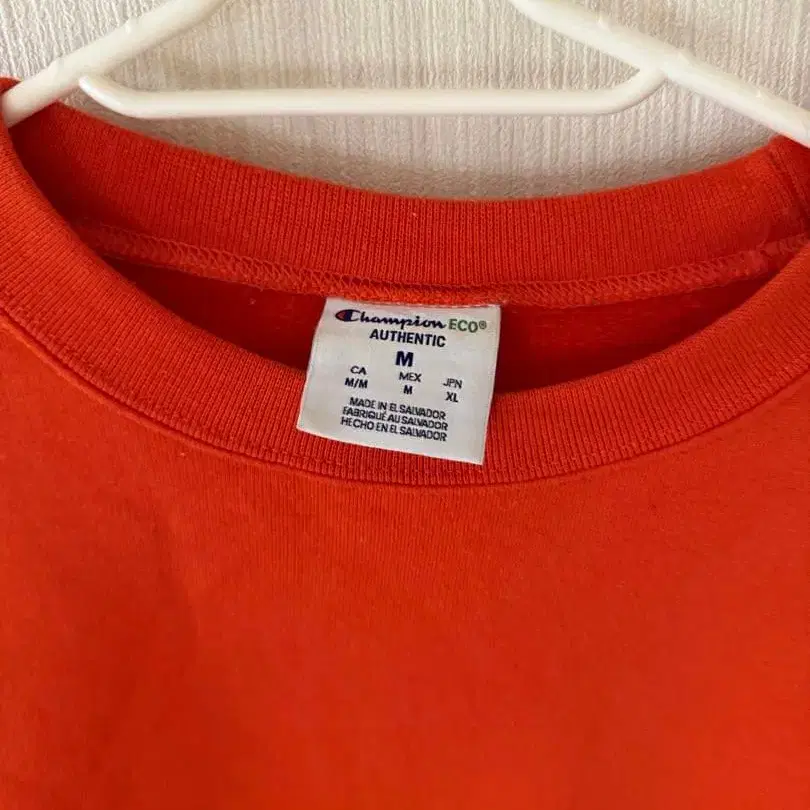 Champion ECO®
AUTHENTIC
M
CA MEX JPN
M/M M XL
MADE IN EL SALVADOR
FABRIQUÉ AU SALVADOR
HECHO EN EL SALVADOR